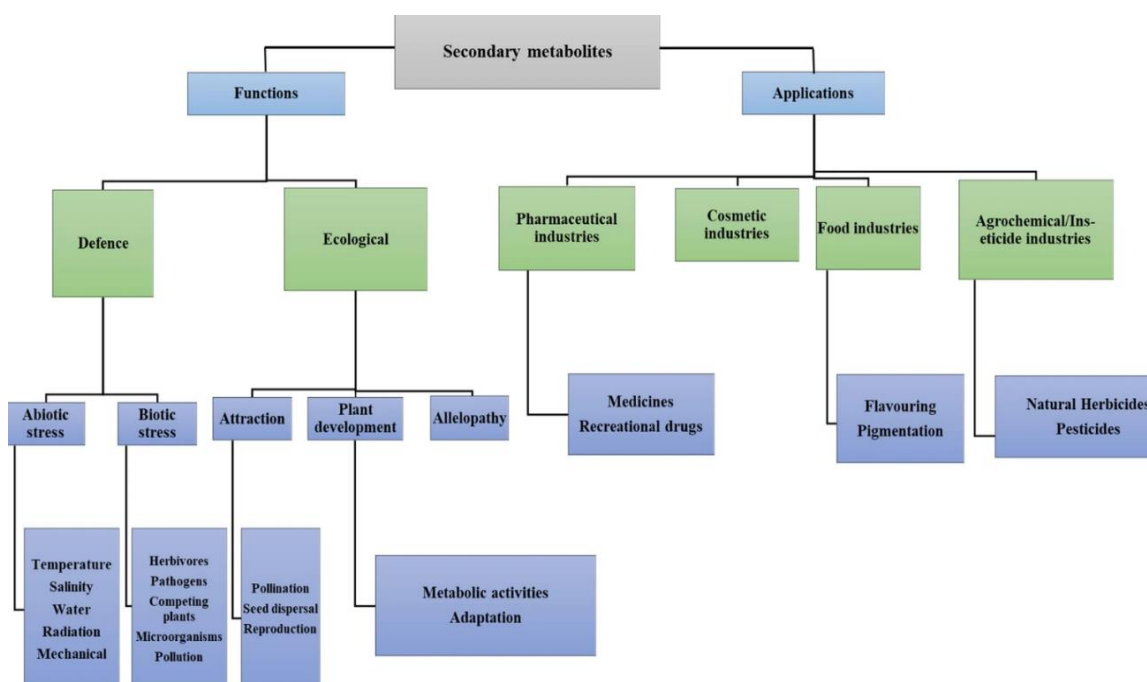 Secondary metabolites
Functions
Applications
Defence
Ecological
Pharmaceutical
industries
Cosmetic
industries
Food industries
Agrochemical/Ins-
eticide industries
Abiotic
stress
Biotic
stress
Attraction
Plant
development
Allelopathy
Medicines
Recreational drugs
Flavouring
Pigmentation
Natural Herbicides
Pesticides
Temperature
Salinity
Water
Radiation
Mechanical
Herbivores
Pathogens
Competing
plants
Microorganisms
Pollution
Pollination
Seed dispersal
Reproduction
Metabolic activities
Adaptation